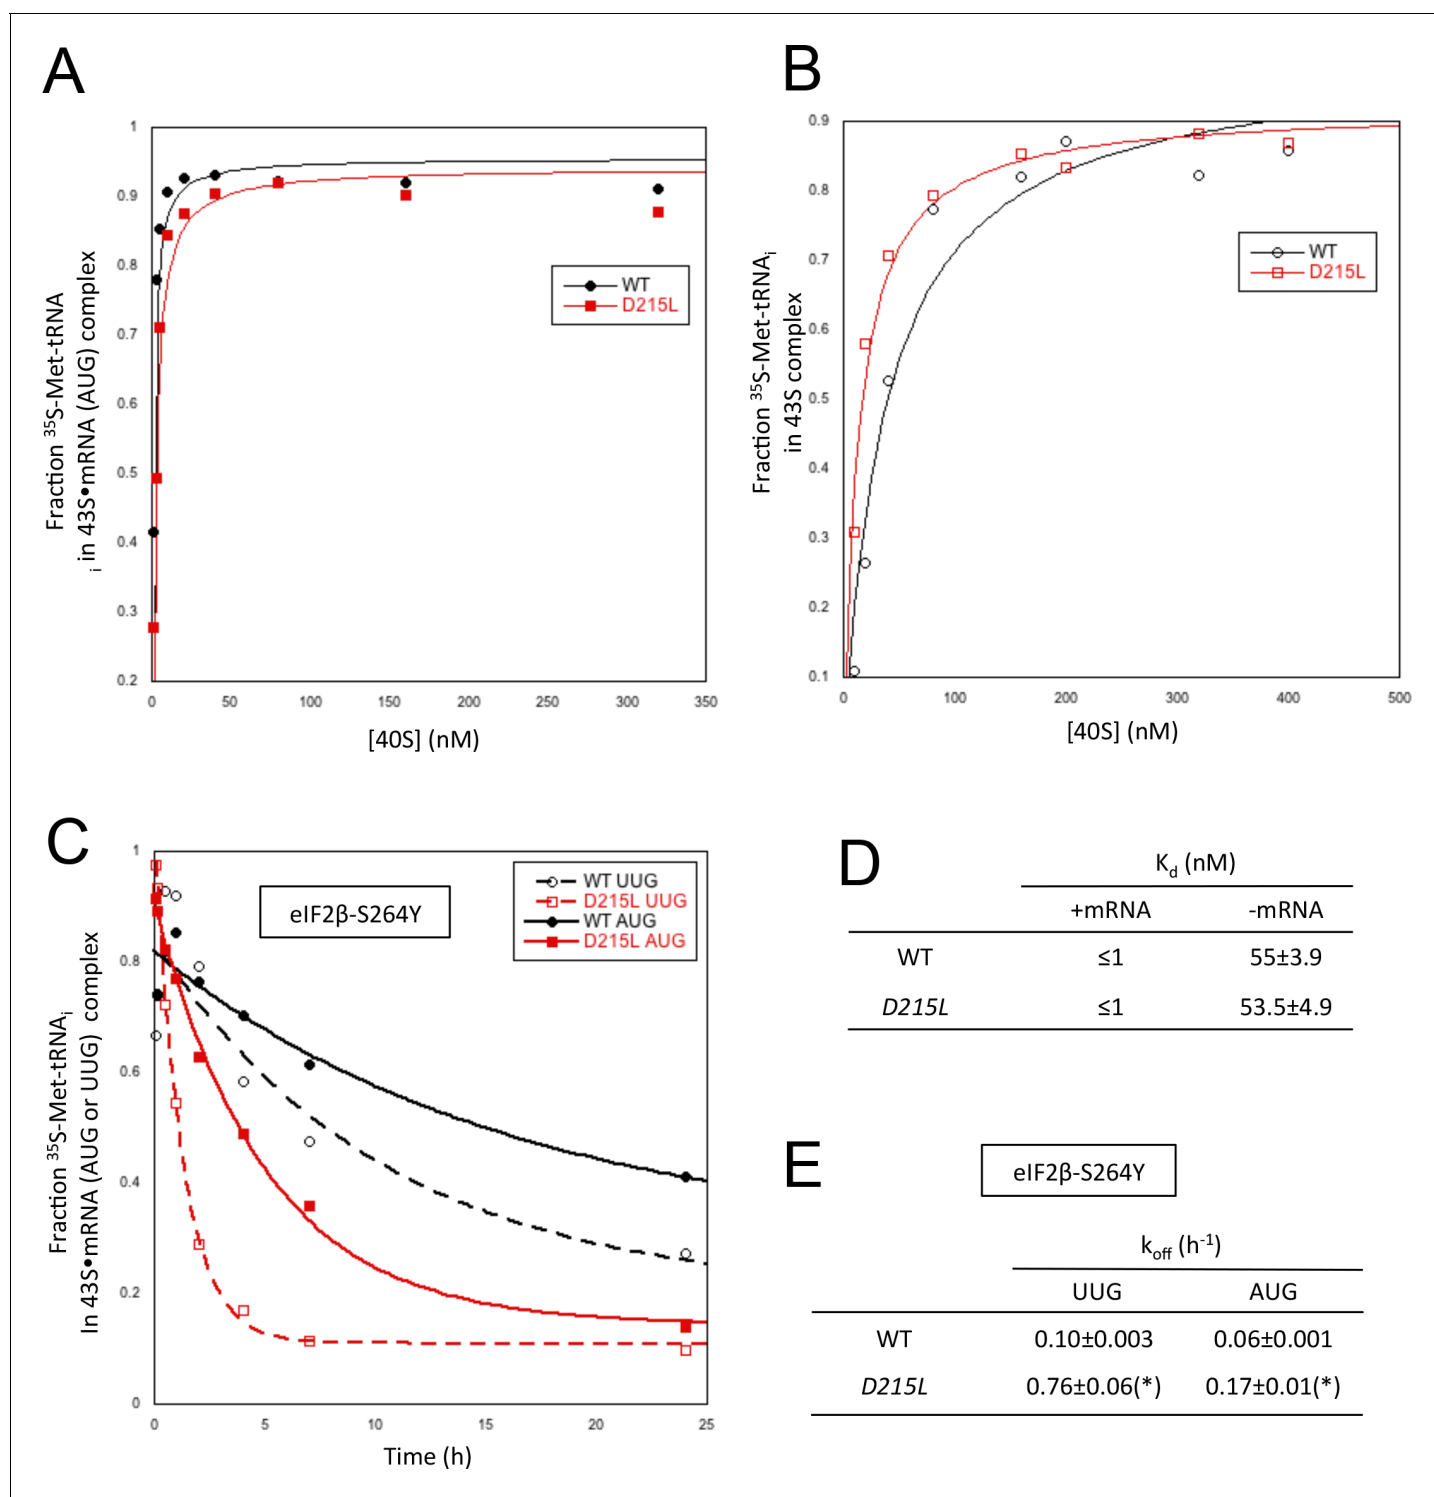 A
1
0.9
0.8
0.7
0.6
0.5
0.4
0.3
0.2
0
50
100
150
200
250
300
350
[40S] (nM)
Fraction ³⁵S-Met-tRNA
ᵢ in 43S•mRNA (AUG) complex
WT
D215L
B
0.9
0.8
0.7
0.6
0.5
0.4
0.3
0.2
0.1
0
100
200
300
400
500
[40S] (nM)
Fraction ³⁵S-Met-tRNAᵢ
in 43S complex
WT
D215L
C
1
0.8
0.6
0.4
0.2
0
0
5
10
15
20
25
Time (h)
Fraction ³⁵S-Met-tRNAᵢ
In 43S•mRNA (AUG or UUG) complex
eIF2β-S264Y
WT UUG
D215L UUG
WT AUG
D215L AUG
D
K_d (nM)
+mRNA -mRNA
WT ≤1 55±3.9
D215L ≤1 53.5±4.9
E
eIF2β-S264Y
k_off (h⁻¹)
UUG AUG
WT 0.10±0.003 0.06±0.001
D215L 0.76±0.06(*) 0.17±0.01(*)